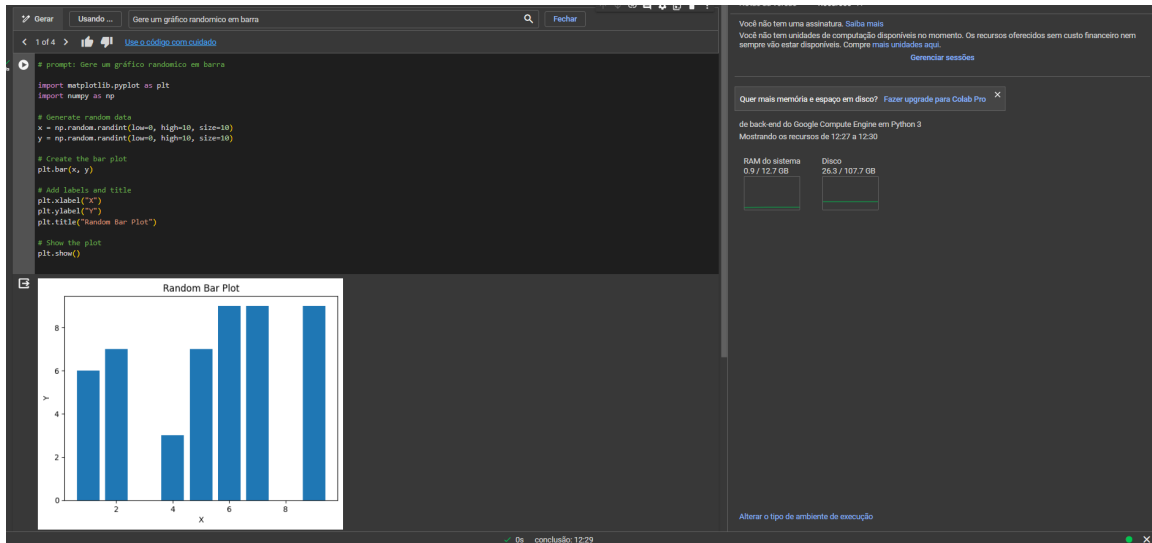 Gerar
Usando ...
Gere um gráfico randomico em barra
Fechar
1 of 4
Use o código com cuidado
# prompt: Gere um gráfico randomico em barra
import matplotlib.pyplot as plt
import numpy as np
# Generate random data
x = np.random.randint(low=0, high=10, size=10)
y = np.random.randint(low=0, high=10, size=10)
# Create the bar plot
plt.bar(x, y)
# Add labels and title
plt.xlabel("X")
plt.ylabel("Y")
plt.title("Random Bar Plot")
# Show the plot
plt.show()
Random Bar Plot
8
6
4
2
0
Y
2 4 6 8
X
Você não tem uma assinatura. Saiba mais
Você não tem unidades de computação disponíveis no momento. Os recursos oferecidos sem custo financeiro nem
sempre vão estar disponíveis. Compre mais unidades aqui.
Gerenciar sessões
Quer mais memória e espaço em disco? Fazer upgrade para Colab Pro
de back-end do Google Compute Engine em Python 3
Mostrando os recursos de 12:27 a 12:30
RAM do sistema
0.9 / 12.7 GB
Disco
26.3 / 107.7 GB
Alterar o tipo de ambiente de execução
0s conclusão: 12:29